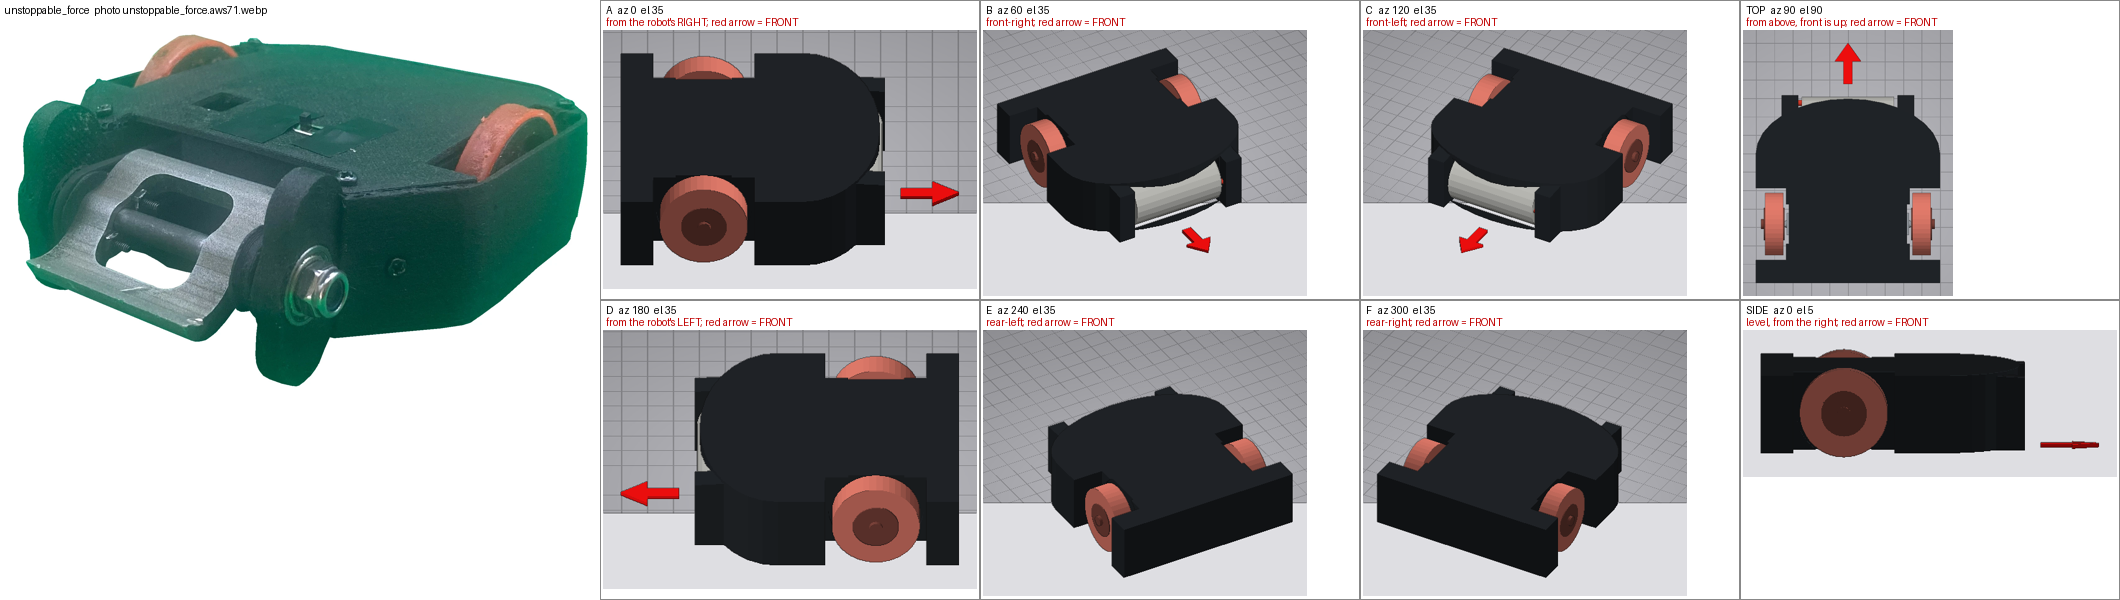 unstoppable_force photo unstoppable_force.aws71.webp
A az 0 el 35
from the robot's RIGHT; red arrow = FRONT
B az 60 el 35
front-right; red arrow = FRONT
C az 120 el 35
front-left; red arrow = FRONT
TOP az 90 el 90
from above, front is up; red arrow = FRONT
D az 180 el 35
from the robot's LEFT; red arrow = FRONT
E az 240 el 35
rear-left; red arrow = FRONT
F az 300 el 35
rear-right; red arrow = FRONT
SIDE az 0 el 5
level, from the right; red arrow = FRONT